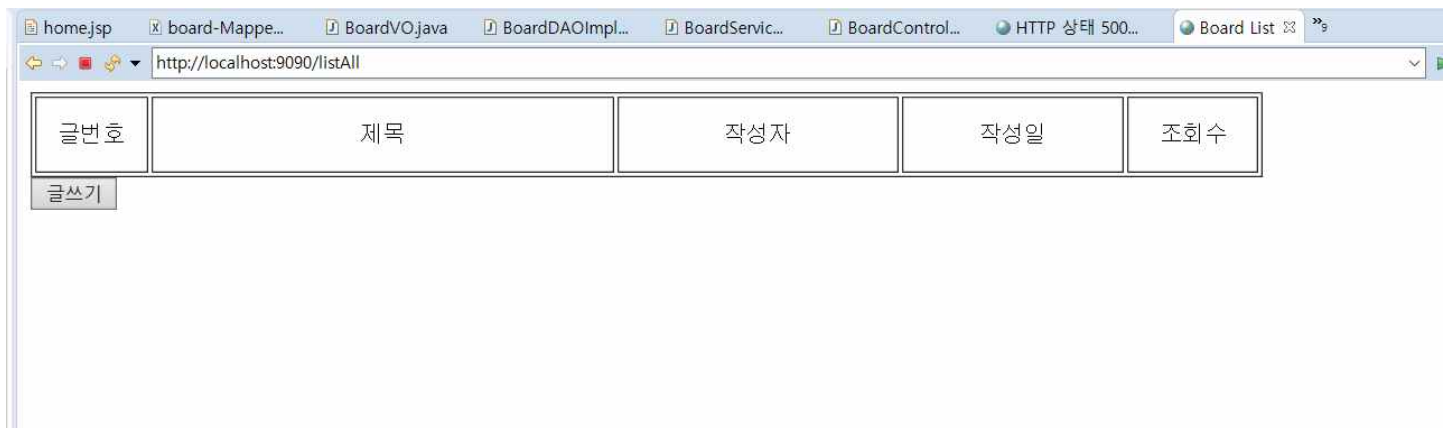 home.jsp board-Mappe... BoardVO.java BoardDAOImpl... BoardServic... BoardControl... HTTP 상태 500... Board List »9
http://localhost:9090/listAll
글번호 제목 작성자 작성일 조회수
글쓰기